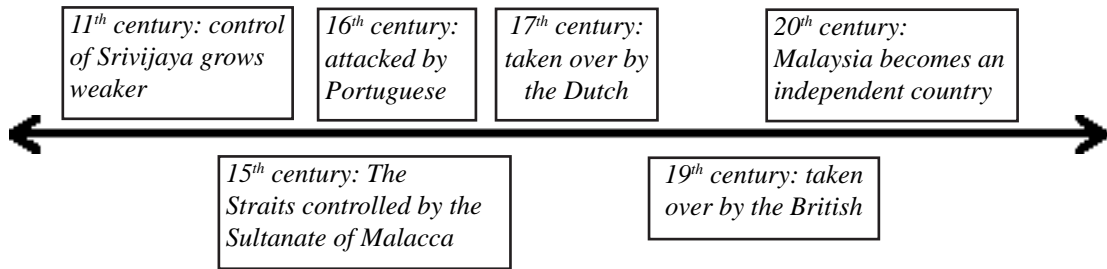 11th century: control
of Srivijaya grows
weaker
16th century:
attacked by
Portuguese
17th century:
taken over by
the Dutch
20th century:
Malaysia becomes an
independent country
15th century: The
Straits controlled by the
Sultanate of Malacca
19th century: taken
over by the British